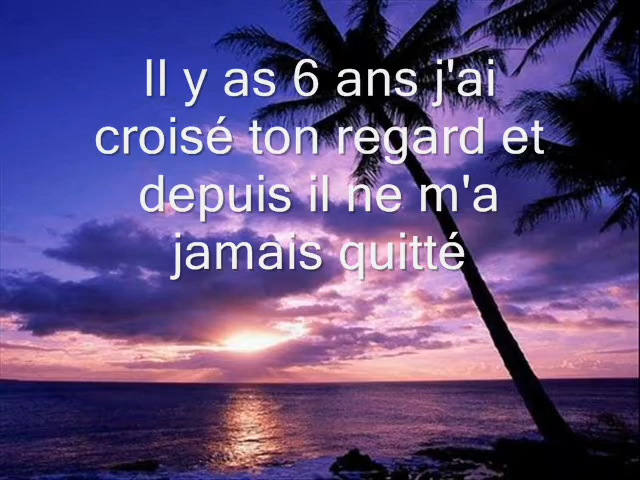 Il y as 6 ans j'ai
croisé ton regard et
depuis il ne m'a
jamais quitté